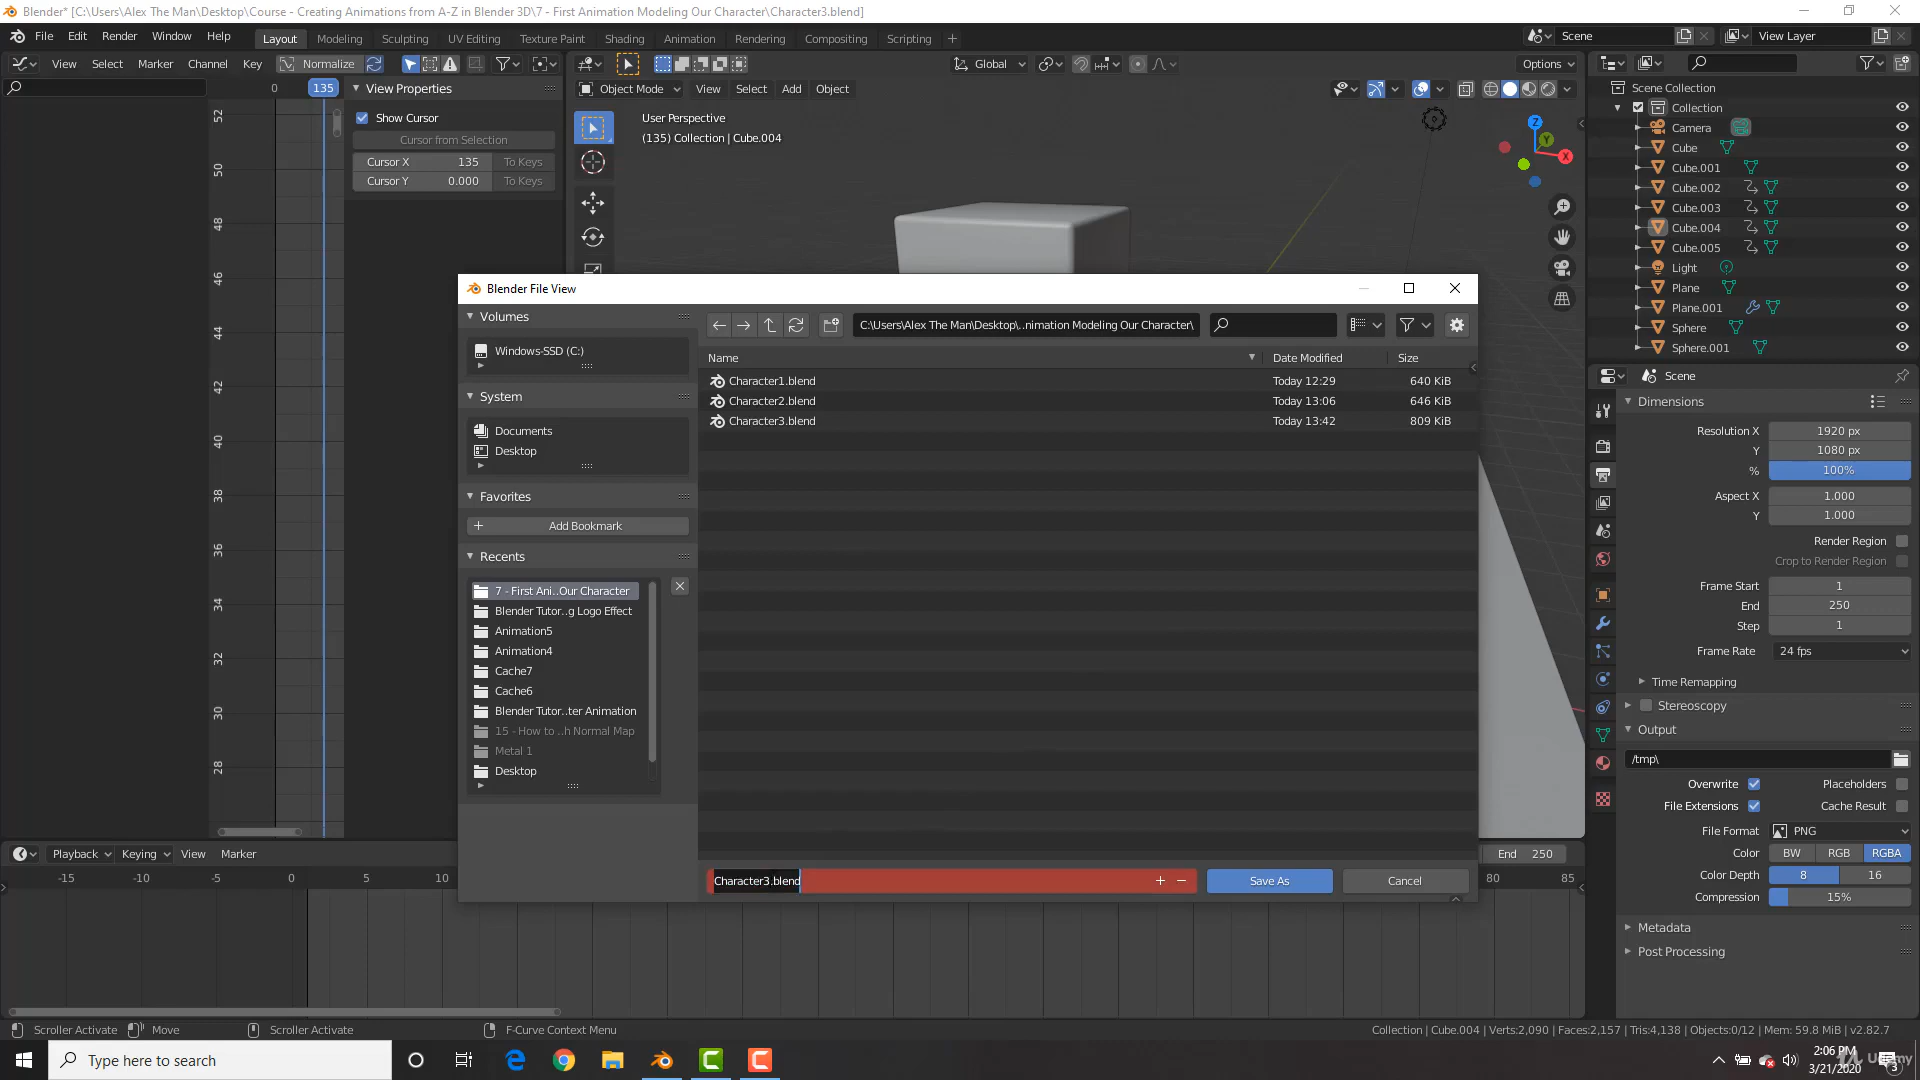 Blender* [C:\Users\Alex The Man\Desktop\Course - Creating Animations from A-Z in Blender 3D\7 - First Animation Modeling Our Character\Character3.blend]
File Edit Render Window Help Layout Modeling Sculpting UV Editing Texture Paint Shading Animation Rendering Compositing Scripting + Scene View Layer
View Select Marker Channel Key Normalize Global Options
0 135 View Properties Object Mode View Select Add Object
Show Cursor
Cursor from Selection
Cursor X 135 To Keys
Cursor Y 0.000 To Keys
52
50
48
46
44
42
40
38
36
34
32
30
28
User Perspective
(135) Collection | Cube.004
Z
Y
X
Scene Collection
Collection
Camera
Cube
Cube.001
Cube.002
Cube.003
Cube.004
Cube.005
Light
Plane
Plane.001
Sphere
Sphere.001
Blender File View
Volumes
Windows-SSD (C:)
System
Documents
Desktop
Favorites
+ Add Bookmark
Recents
7 - First Ani..Our Character
Blender Tutor..g Logo Effect
Animation5
Animation4
Cache7
Cache6
Blender Tutor..ter Animation
15 - How to ..h Normal Map
Metal 1
Desktop
C:\Users\Alex The Man\Desktop\..nimation Modeling Our Character\
Name Date Modified Size
Character1.blend Today 12:29 640 KiB
Character2.blend Today 13:06 646 KiB
Character3.blend Today 13:42 809 KiB
Character3.blend + − Save As Cancel
Scene
Dimensions
Resolution X 1920 px
Y 1080 px
% 100%
Aspect X 1.000
Y 1.000
Render Region
Crop to Render Region
Frame Start 1
End 250
Step 1
Frame Rate 24 fps
Time Remapping
Stereoscopy
Output
/tmp\
Overwrite Placeholders
File Extensions Cache Result
File Format PNG
Color BW RGB RGBA
Color Depth 8 16
Compression 15%
Metadata
Post Processing
Playback Keying View Marker End 250
-15 -10 -5 0 5 10 80 85
Scroller Activate Move Scroller Activate F-Curve Context Menu Collection | Cube.004 | Verts:2,090 | Faces:2,157 | Tris:4,138 | Objects:0/12 | Mem: 59.8 MiB | v2.82.7
Type here to search
2:06 PM
3/21/2020
3
Udemy